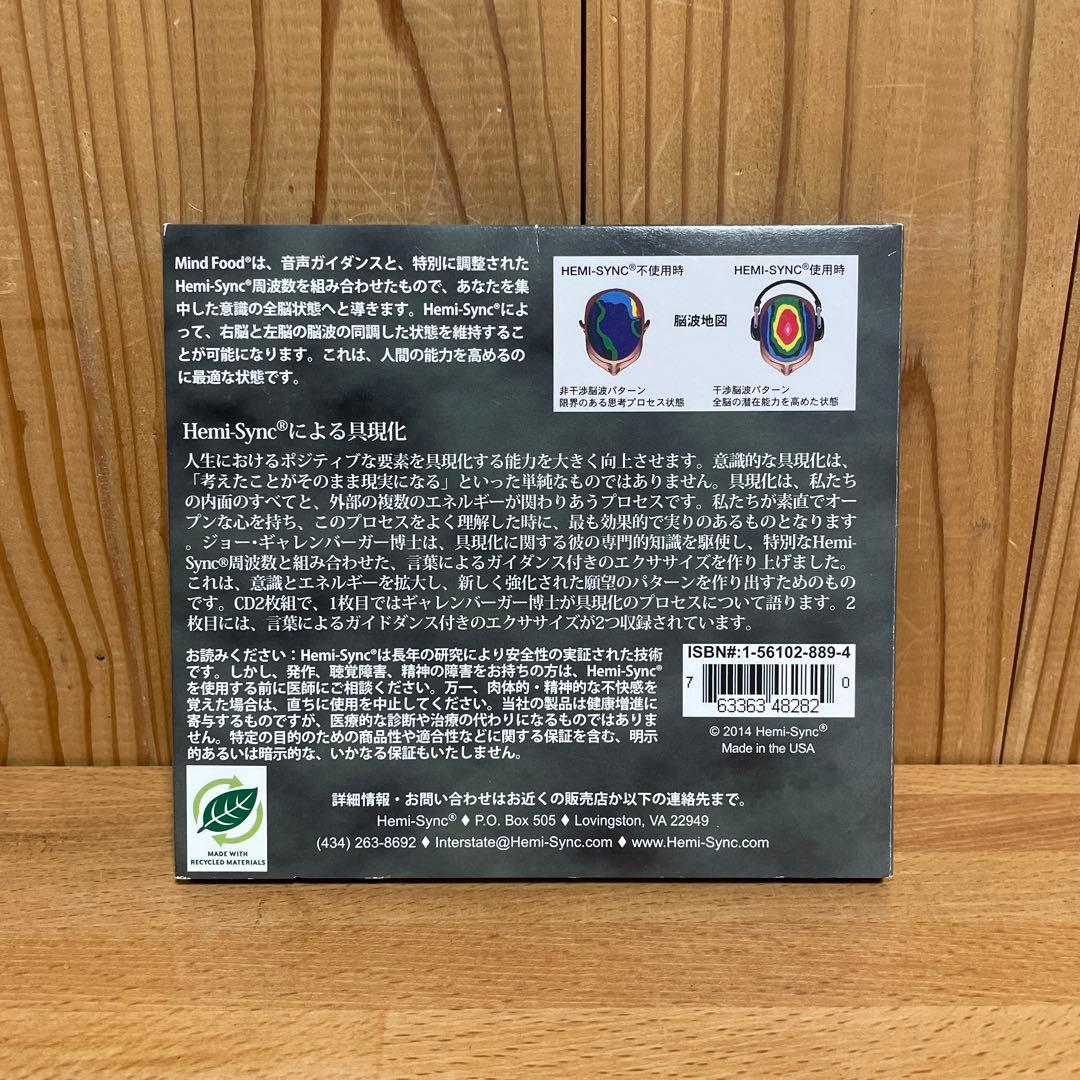 Mind Food®は、音声ガイダンスと、特別に調整された
Hemi-Sync®周波数を組み合わせたもので、あなたを集
中した意識の全脳状態へと導きます。Hemi-Sync®によ
って、右脳と左脳の脳波の同調した状態を維持するこ
とが可能になります。これは、人間の能力を高めるの
に最適な状態です。
HEMI-SYNC®不使用時
HEMI-SYNC®使用時
脳波地図
非干渉脳波パターン
限界のある思考プロセス状態
干渉脳波パターン
全脳の潜在能力を高めた状態
Hemi-Sync®による具現化
人生におけるポジティブな要素を具現化する能力を大きく向上させます。意識的な具現化は、
「考えたことがそのまま現実になる」といった単純なものではありません。具現化は、私たち
の内面のすべてと、外部の複数のエネルギーが関わりあうプロセスです。私たちが素直でオー
プンな心を持ち、このプロセスをよく理解した時に、最も効果的で実りのあるものとなります
。ジョー・ギャレンバーガー博士は、具現化に関する彼の専門的知識を駆使し、特別なHemi-
Sync®周波数と組み合わせた、言葉によるガイダンス付きのエクササイズを作り上げました。
これは、意識とエネルギーを拡大し、新しく強化された願望のパターンを作り出すためのもの
です。CD2枚組で、1枚目ではギャレンバーガー博士が具現化のプロセスについて語ります。2
枚目には、言葉によるガイドダンス付きのエクササイズが2つ収録されています。
お読みください：Hemi-Sync®は長年の研究により安全性の実証された技術
です。しかし、発作、聴覚障害、精神の障害をお持ちの方は、Hemi-Sync®
を使用する前に医師にご相談ください。万一、肉体的・精神的な不快感を
覚えた場合は、直ちに使用を中止してください。当社の製品は健康増進に
寄与するものですが、医療的な診断や治療の代わりになるものではありま
せん。特定の目的のための商品性や適合性などに関する保証を含む、明示
的あるいは暗示的な、いかなる保証もいたしません。
ISBN#:1-56102-889-4
7 63363 48282 0
© 2014 Hemi-Sync®
Made in the USA
MADE WITH
RECYCLED MATERIALS
詳細情報・お問い合わせはお近くの販売店か以下の連絡先まで。
Hemi-Sync® ♦ P.O. Box 505 ♦ Lovingston, VA 22949
(434) 263-8692 ♦ Interstate@Hemi-Sync.com ♦ www.Hemi-Sync.com